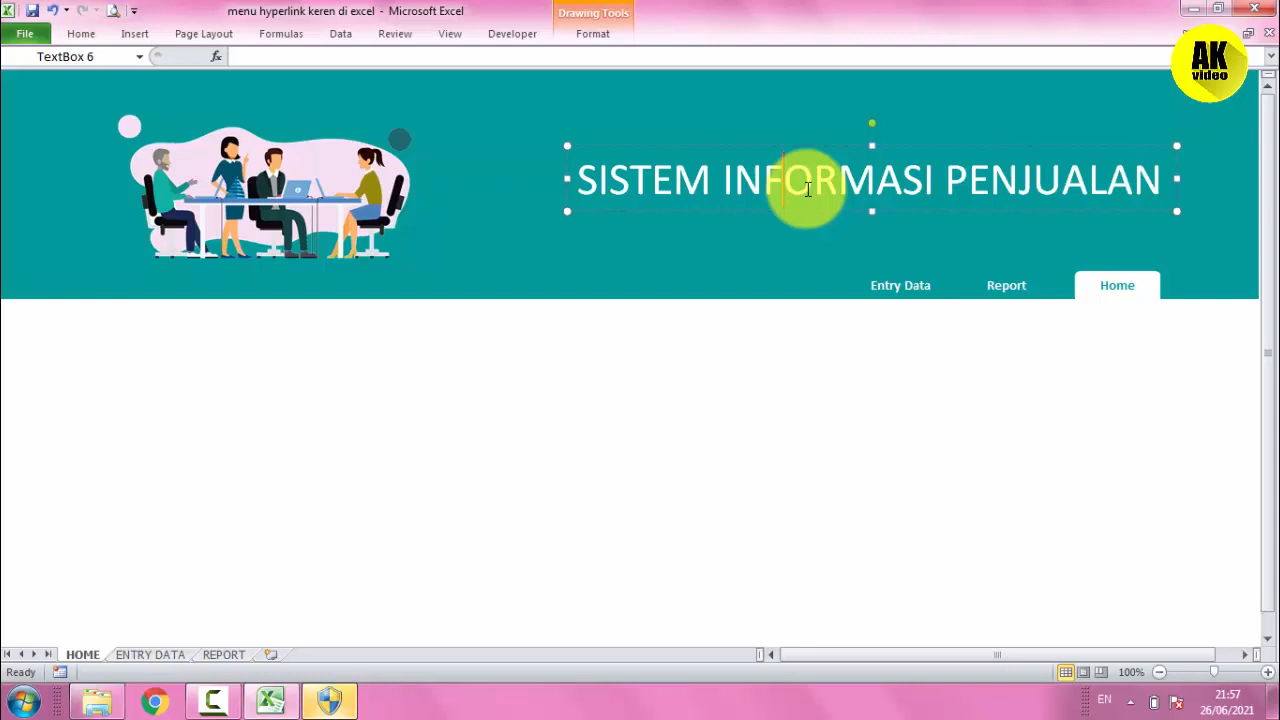 menu hyperlink keren di excel - Microsoft Excel
Drawing Tools
File Home Insert Page Layout Formulas Data Review View Developer Format
TextBox 6 fx
AK
video
SISTEM INFORMASI PENJUALAN
Entry Data Report Home
HOME ENTRY DATA REPORT
Ready 100%
EN 21:57
26/06/2021